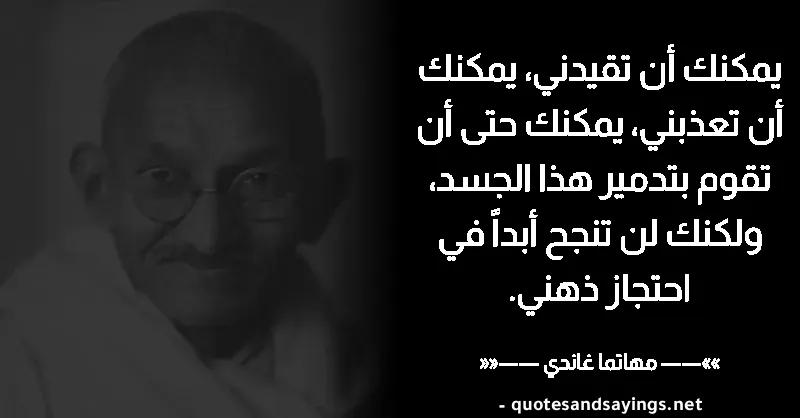 يمكنك أن تقيدني، يمكنك
أن تعذبني، يمكنك حتى أن
تقوم بتدمير هذا الجسد،
ولكنك لن تنجح أبداّ في
احتجاز ذهني.
»»—— مهاتما غاندي ——««
- quotesandsayings.net